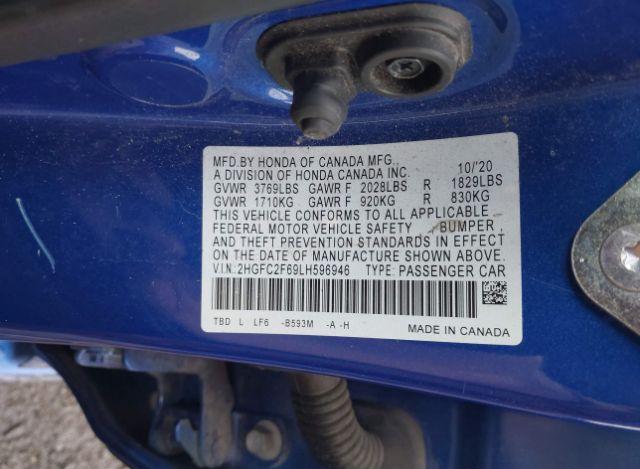 MFD.BY HONDA OF CANADA MFG., 10/'20
A DIVISION OF HONDA CANADA INC.
GVWR 3769LBS GAWR F 2028LBS R 1829LBS
GVWR 1710KG GAWR F 920KG R 830KG
THIS VEHICLE CONFORMS TO ALL APPLICABLE
FEDERAL MOTOR VEHICLE SAFETY, BUMPER,
AND THEFT PREVENTION STANDARDS IN EFFECT
ON THE DATE OF MANUFACTURE SHOWN ABOVE.
V.I.N:2HGFC2F69LH596946 TYPE: PASSENGER CAR
TBD L LF6 -B593M -A -H
MADE IN CANADA